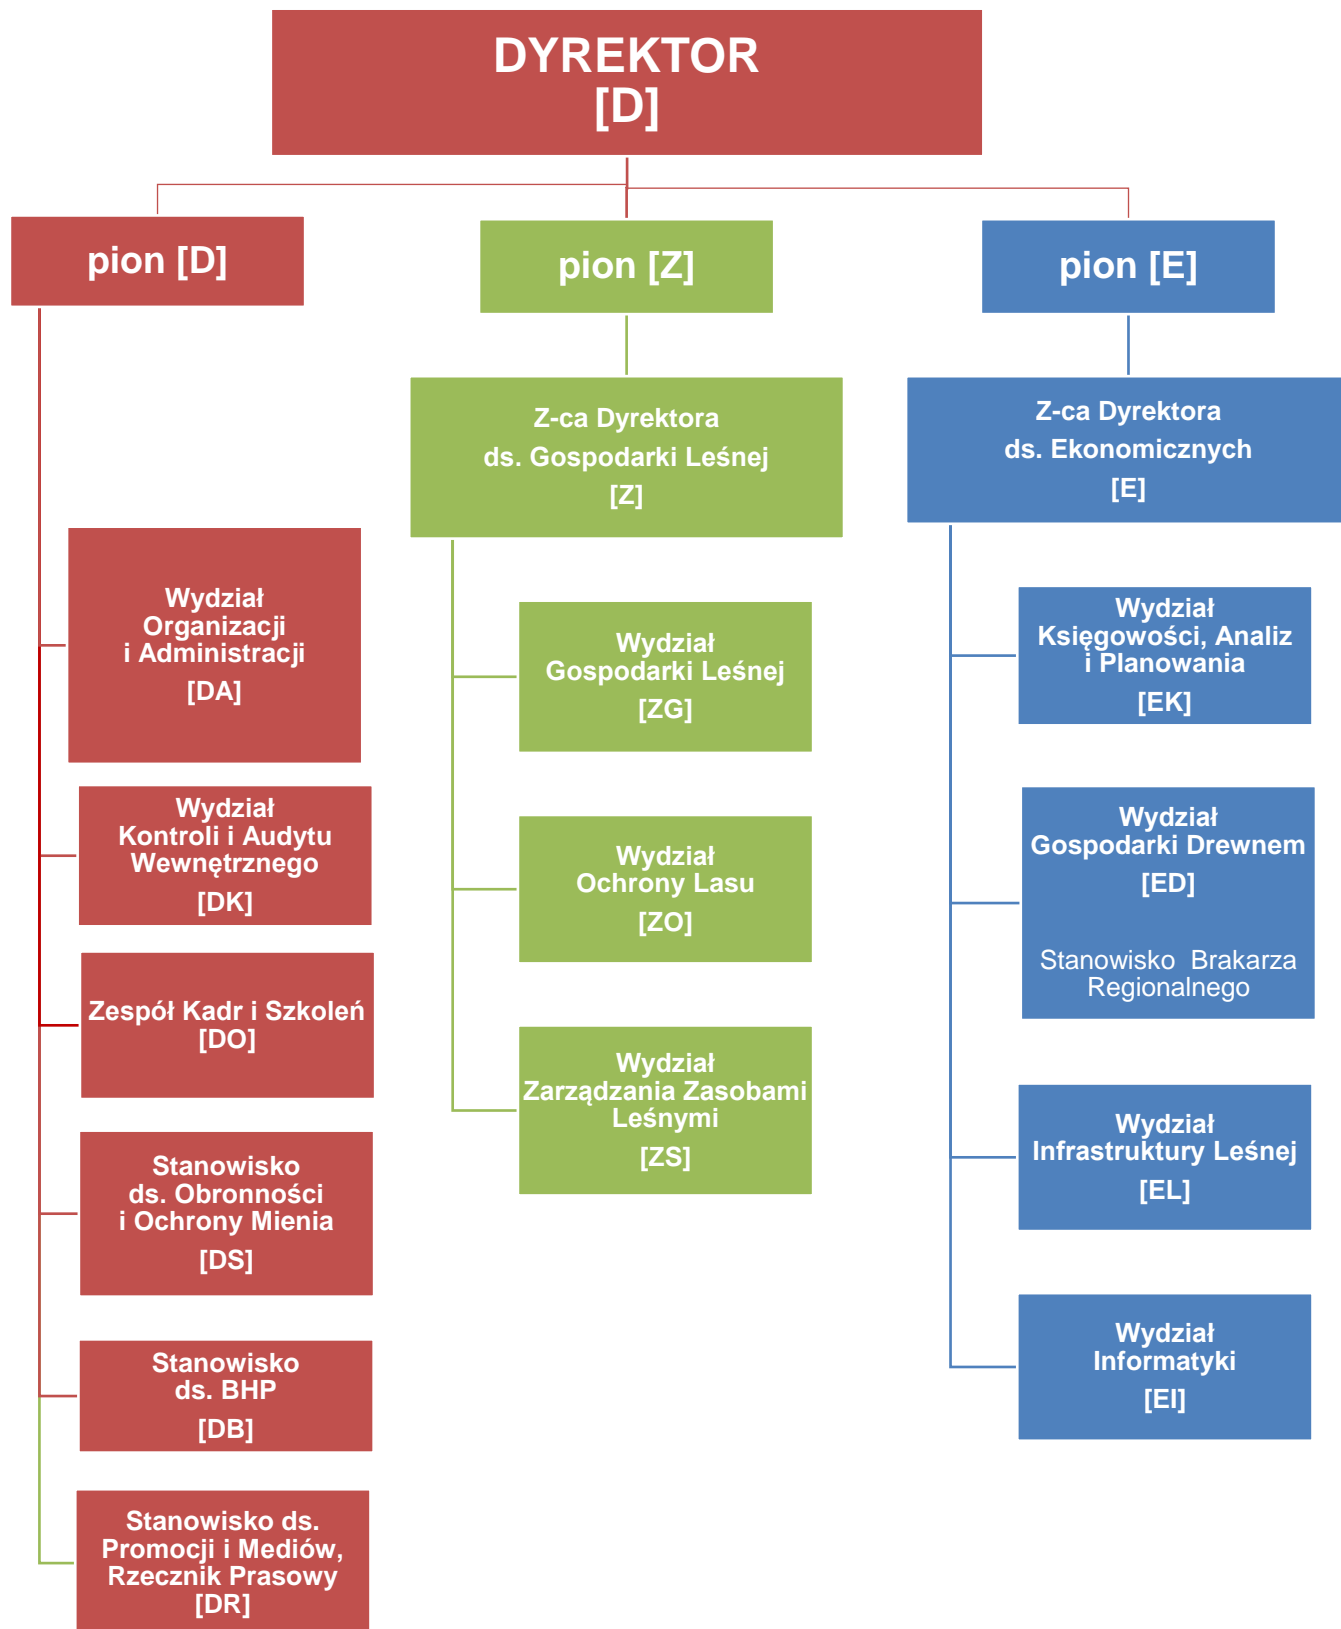 DYREKTOR
[D]
pion [D]
Wydział
Organizacji
i Administracji
[DA]
Wydział
Kontroli i Audytu
Wewnętrznego
[DK]
Zespół Kadr i Szkoleń
[DO]
Stanowisko
ds. Obronności
i Ochrony Mienia
[DS]
Stanowisko
ds. BHP
[DB]
Stanowisko ds.
Promocji i Mediów,
Rzecznik Prasowy
[DR]
pion [Z]
Z-ca Dyrektora
ds. Gospodarki Leśnej
[Z]
Wydział
Gospodarki Leśnej
[ZG]
Wydział
Ochrony Lasu
[ZO]
Wydział
Zarządzania Zasobami
Leśnymi
[ZS]
pion [E]
Z-ca Dyrektora
ds. Ekonomicznych
[E]
Wydział
Księgowości, Analiz
i Planowania
[EK]
Wydział
Gospodarki Drewnem
[ED]
Stanowisko Brakarza
Regionalnego
Wydział
Infrastruktury Leśnej
[EL]
Wydział
Informatyki
[EI]